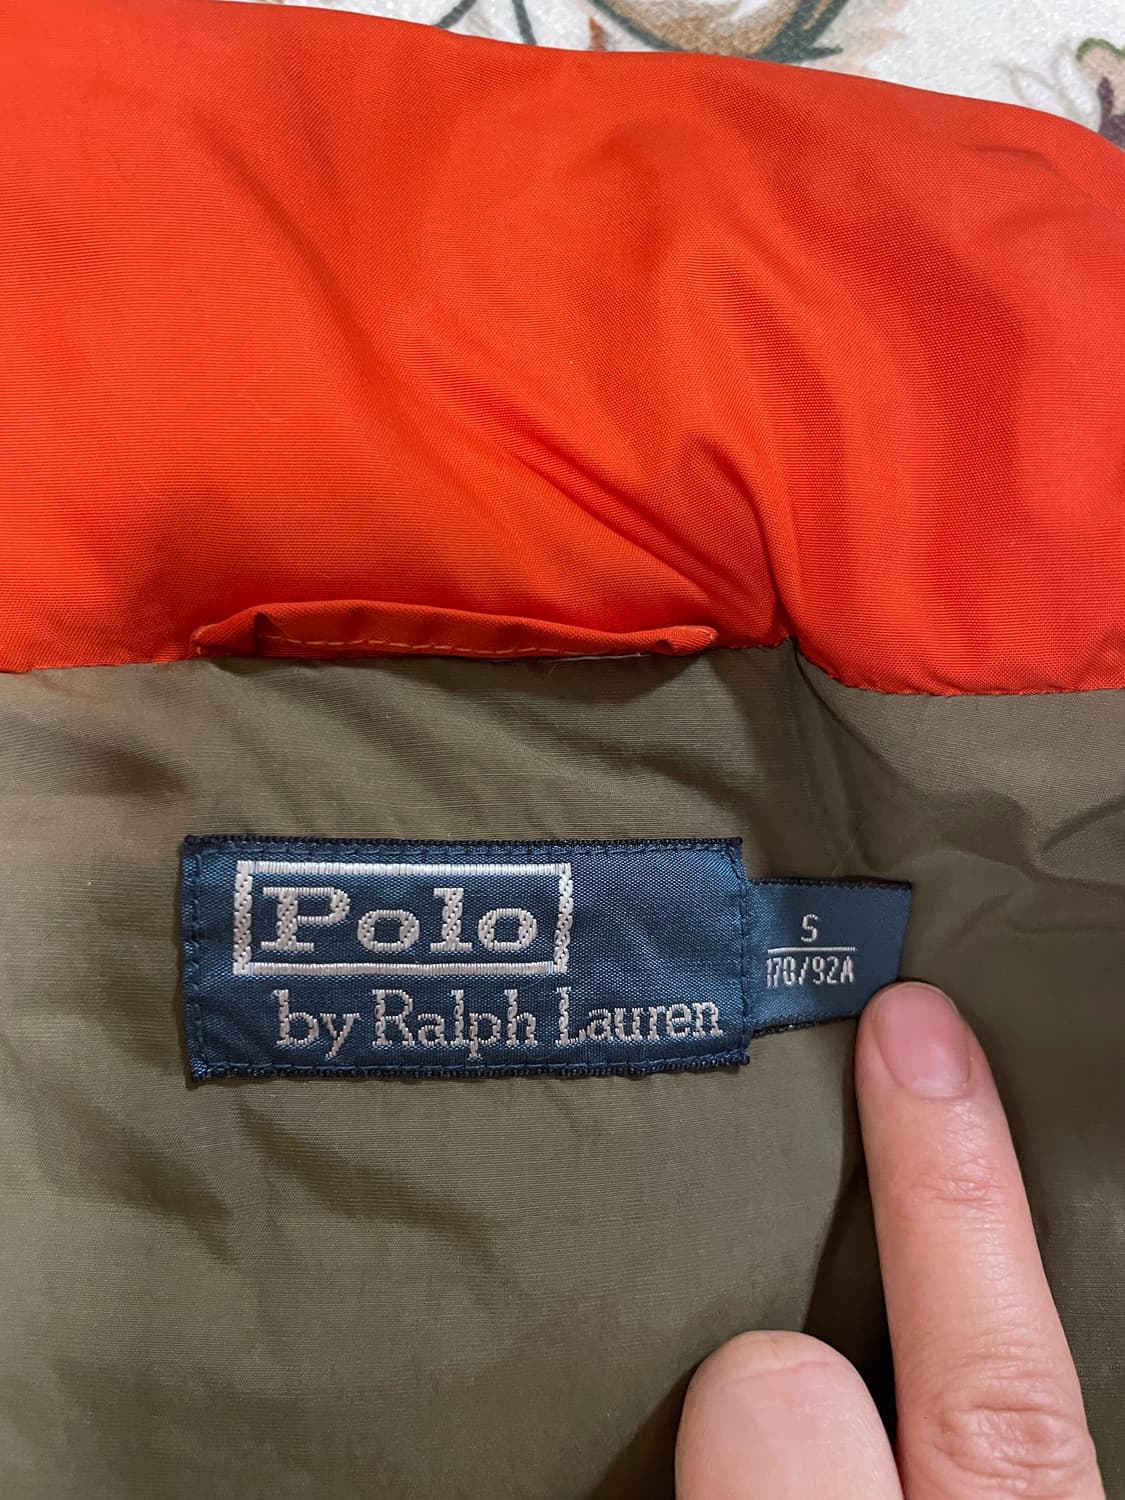 Polo
by Ralph Lauren
S
170/92A